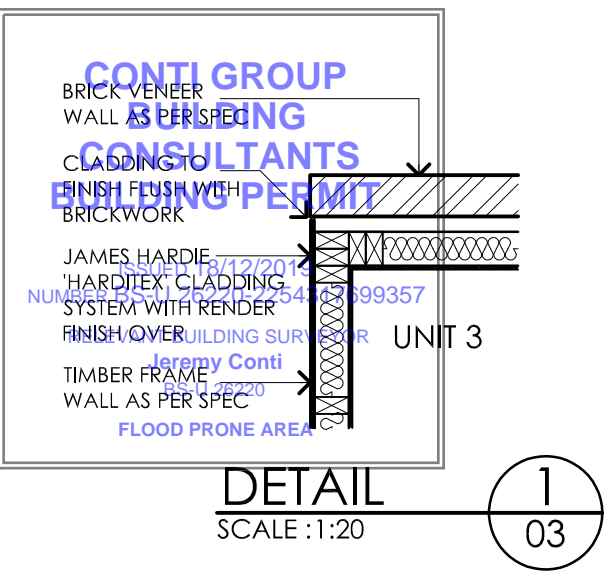 CONTI GROUP
BUILDING
CONSULTANTS
BUILDING PERMIT
ISSUED 18/12/2019
NUMBER BS-U 26220-2254317699357
RELEVANT BUILDING SURVEYOR
Jeremy Conti
BS-U 26220
FLOOD PRONE AREA
BRICK VENEER
WALL AS PER SPEC
CLADDING TO
FINISH FLUSH WITH
BRICKWORK
JAMES HARDIE
'HARDITEX' CLADDING
SYSTEM WITH RENDER
FINISH OVER
TIMBER FRAME
WALL AS PER SPEC
UNIT 3
DETAIL
SCALE :1:20
1
03